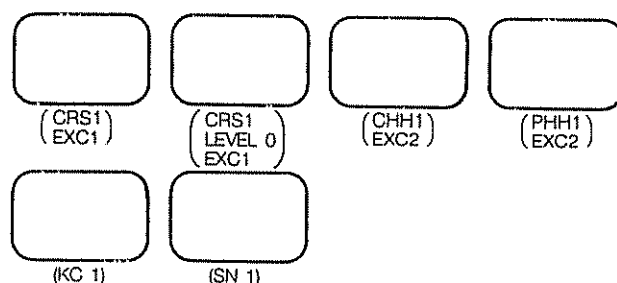 (CRS1 EXC1)
(CRS1 LEVEL 0 EXC1)
(CHH1 EXC2)
(PHH1 EXC2)
(KC 1)
(SN 1)